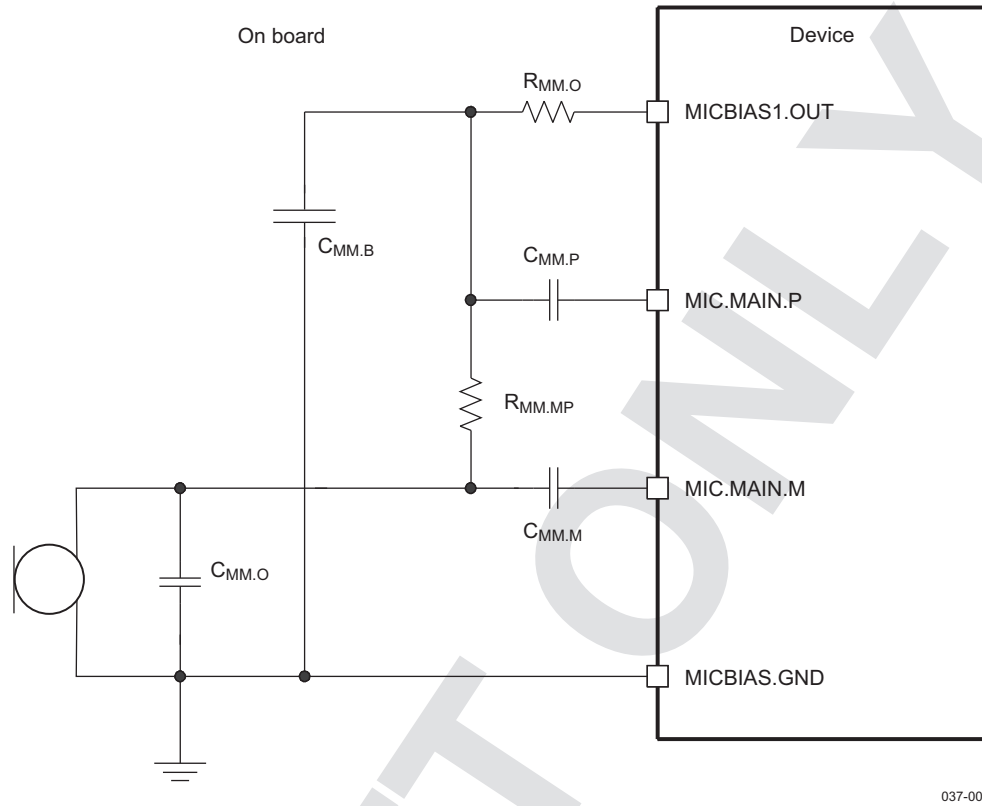 On board
Device
RMM.O
MICBIAS1.OUT
CMM.B
CMM.P
MIC.MAIN.P
RMM.MP
MIC.MAIN.M
CMM.M
CMM.O
MICBIAS.GND
T ONLY
037-00